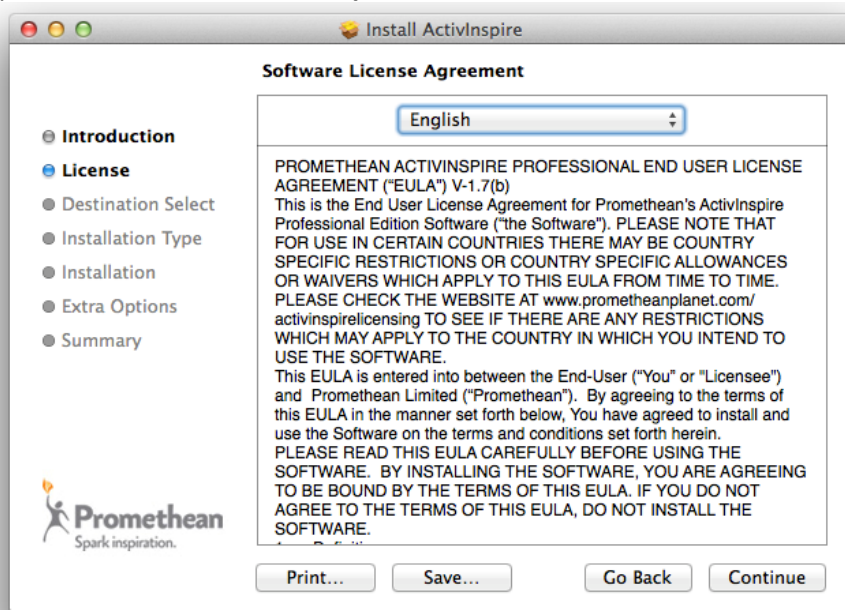 Install ActivInspire
Software License Agreement
Introduction
License
Destination Select
Installation Type
Installation
Extra Options
Summary
English
PROMETHEAN ACTIVINSPIRE PROFESSIONAL END USER LICENSE
AGREEMENT ("EULA") V-1.7(b)
This is the End User License Agreement for Promethean's ActivInspire
Professional Edition Software ("the Software"). PLEASE NOTE THAT
FOR USE IN CERTAIN COUNTRIES THERE MAY BE COUNTRY
SPECIFIC RESTRICTIONS OR COUNTRY SPECIFIC ALLOWANCES
OR WAIVERS WHICH APPLY TO THIS EULA FROM TIME TO TIME.
PLEASE CHECK THE WEBSITE AT www.prometheanplanet.com/
activinspirelicensing TO SEE IF THERE ARE ANY RESTRICTIONS
WHICH MAY APPLY TO THE COUNTRY IN WHICH YOU INTEND TO
USE THE SOFTWARE.
This EULA is entered into between the End-User ("You" or "Licensee")
and  Promethean Limited ("Promethean").  By agreeing to the terms of
this EULA in the manner set forth below, You have agreed to install and
use the Software on the terms and conditions set forth herein.
PLEASE READ THIS EULA CAREFULLY BEFORE USING THE
SOFTWARE.  BY INSTALLING THE SOFTWARE, YOU ARE AGREEING
TO BE BOUND BY THE TERMS OF THIS EULA. IF YOU DO NOT
AGREE TO THE TERMS OF THIS EULA, DO NOT INSTALL THE
SOFTWARE.
Promethean
Spark inspiration.
Print...
Save...
Go Back
Continue